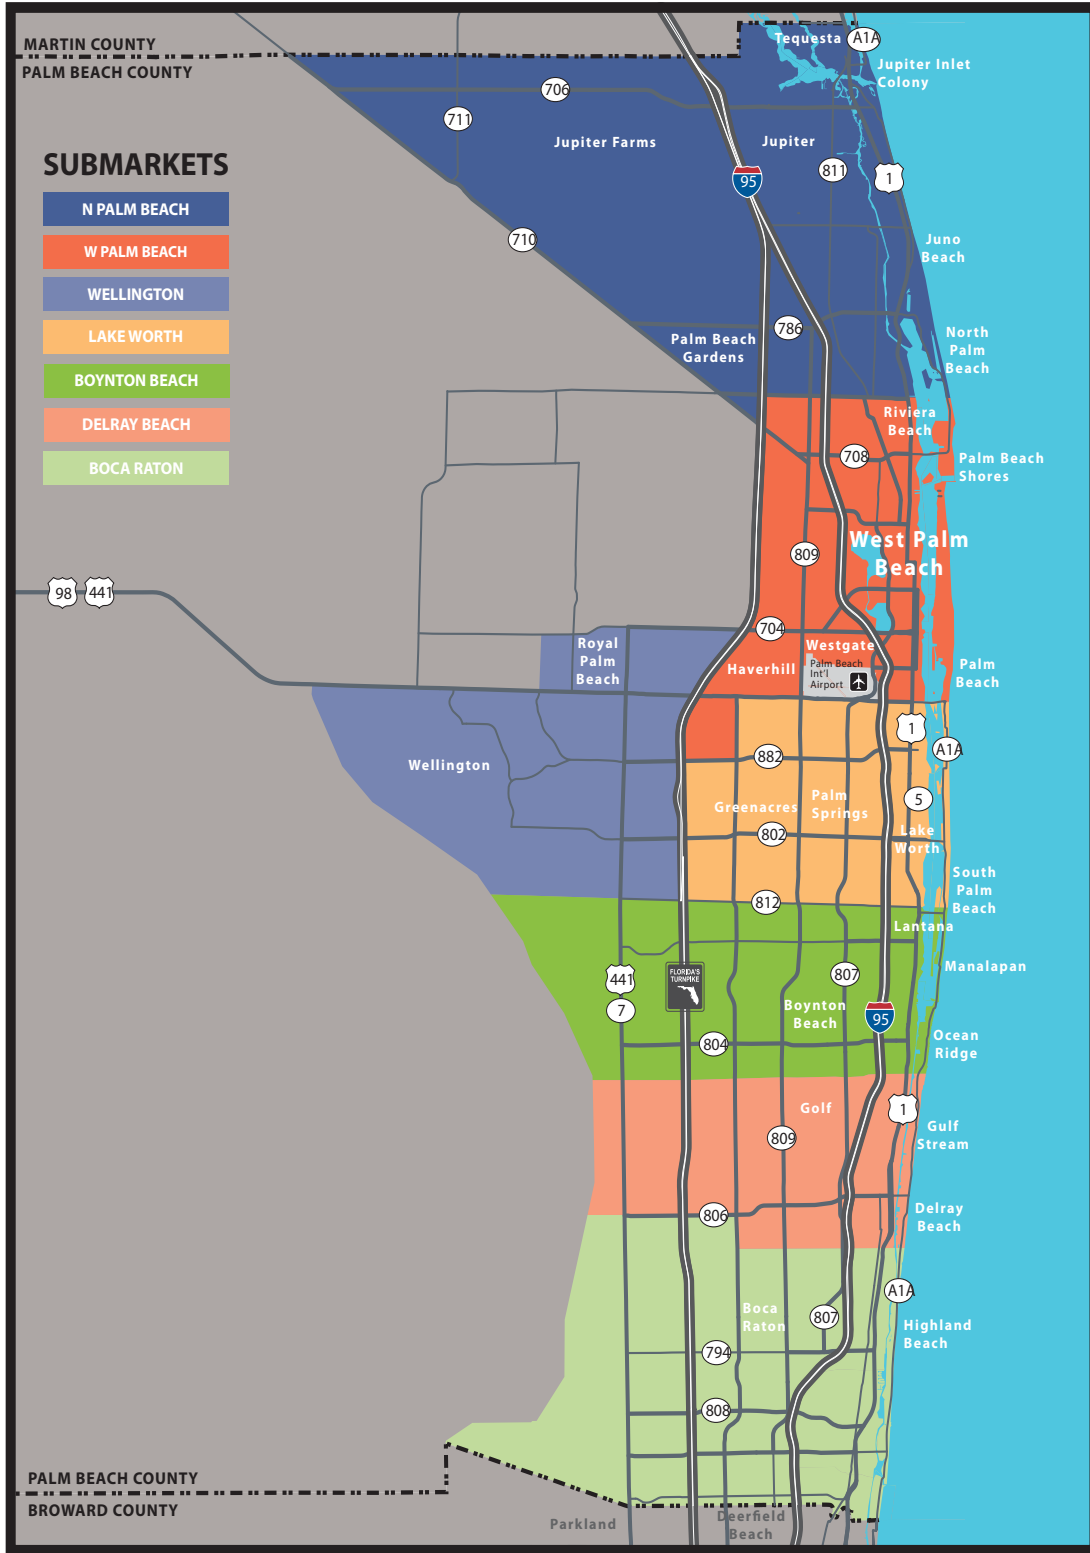 MARTIN COUNTY
PALM BEACH COUNTY
SUBMARKETS
N PALM BEACH
W PALM BEACH
WELLINGTON
LAKE WORTH
BOYNTON BEACH
DELRAY BEACH
BOCA RATON
Tequesta
A1A
Jupiter Inlet
Colony
706
711
Jupiter Farms
Jupiter
811
1
95
710
Juno
Beach
786
Palm Beach
Gardens
North
Palm
Beach
Riviera
Beach
708
Palm Beach
Shores
West Palm
Beach
809
98
441
704
Royal
Palm
Beach
Westgate
Haverhill
Palm Beach
Int'l
Airport
Palm
Beach
1
A1A
882
Wellington
5
Greenacres
Palm
Springs
802
Lake
Worth
South
Palm
Beach
812
Lantana
Manalapan
441
FLORIDA'S
TURNPIKE
807
7
Boynton
Beach
95
Ocean
Ridge
804
Golf
1
Gulf
Stream
809
806
Delray
Beach
A1A
Boca
Raton
807
Highland
Beach
794
808
PALM BEACH COUNTY
BROWARD COUNTY
Parkland
Deerfield
Beach